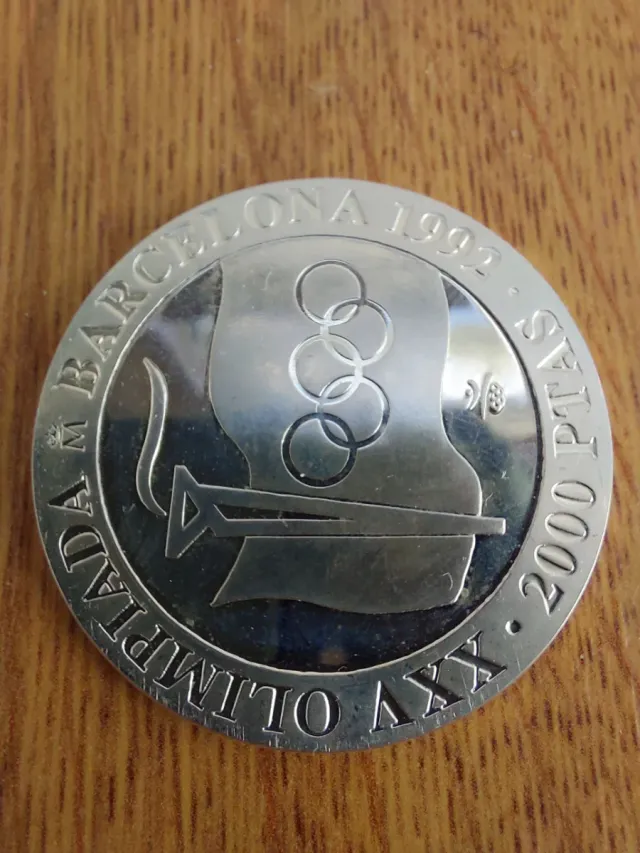 XXV OLIMPIADA M BARCELONA 1992 · 2000 PTAS ·